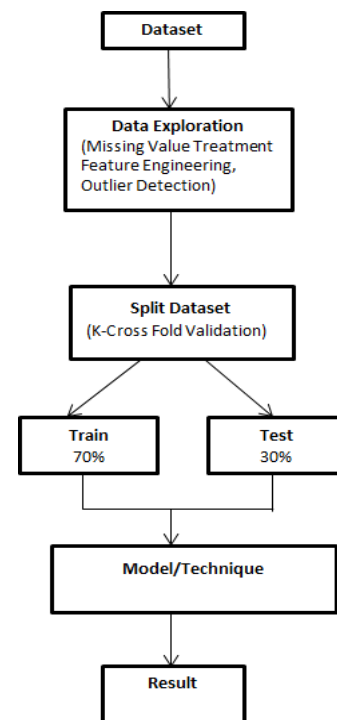 Dataset
Data Exploration
(Missing Value Treatment
Feature Engineering,
Outlier Detection)
Split Dataset
(K-Cross Fold Validation)
Train
70%
Test
30%
Model/Technique
Result